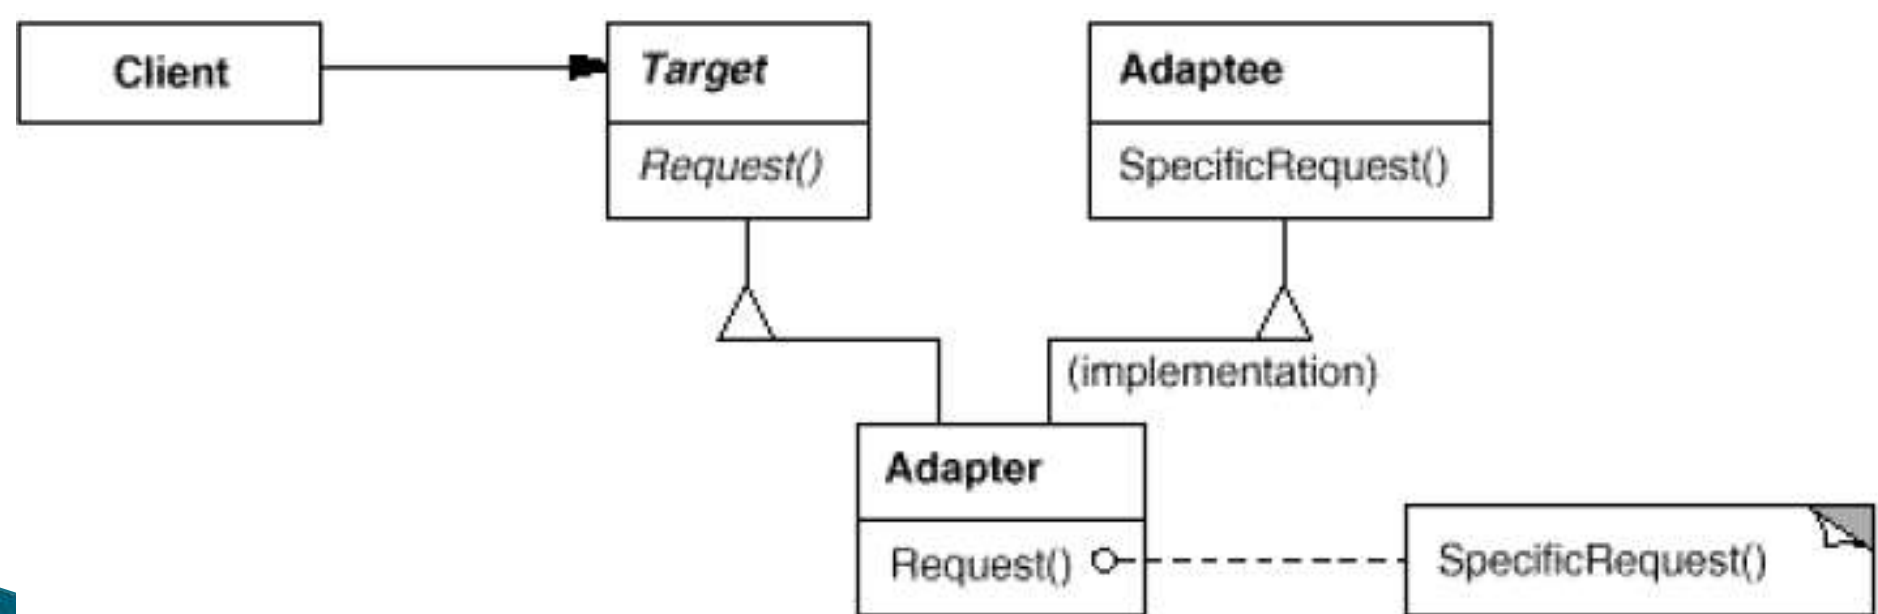 Client
Target
Adaptee
Request()
SpecificRequest()
(implementation)
Adapter
Request()
SpecificRequest()